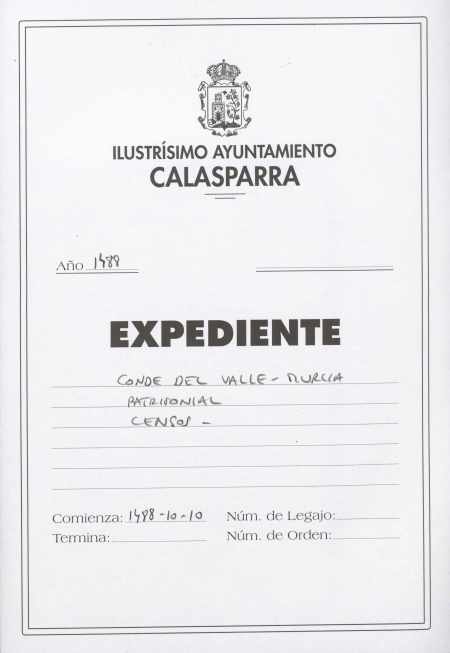 ILUSTRÍSIMO AYUNTAMIENTO
CALASPARRA
Año 1488
EXPEDIENTE
CONDE DEL VALLE - MURCIA
PATRIMONIAL
CENSOS -
Comienza: 1488-10-10 Núm. de Legajo:
Termina: Núm. de Orden: